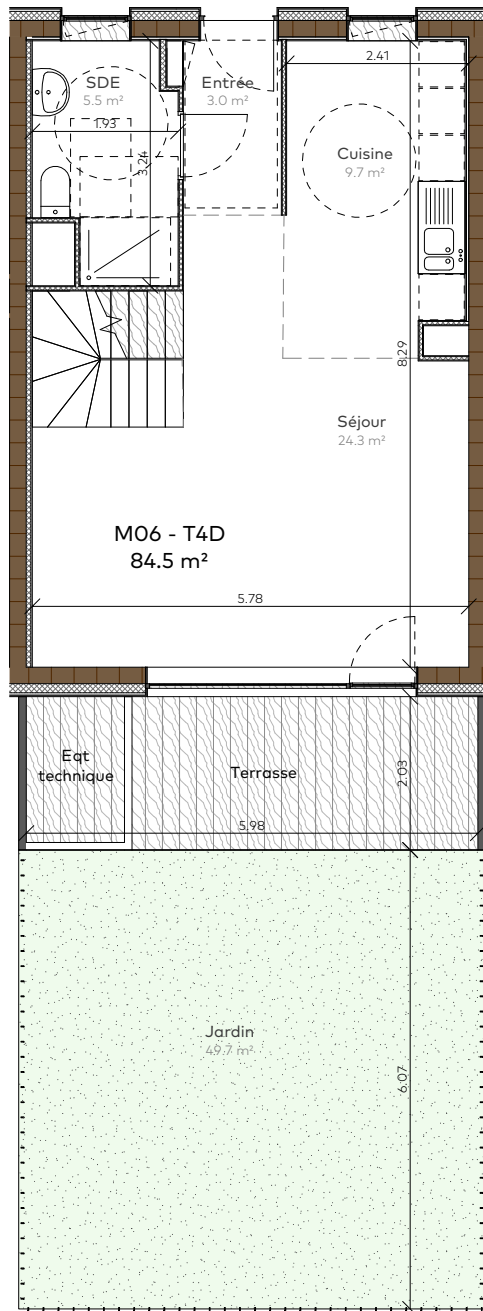 2.41
SDE
5.5 m²
Entrée
3.0 m²
1.93
3.24
Cuisine
9.7 m²
8.29
Séjour
24.3 m²
M06 - T4D
84.5 m²
5.78
Eqt
technique
Terrasse
2.03
5.98
Jardin
49.7 m²
6.07